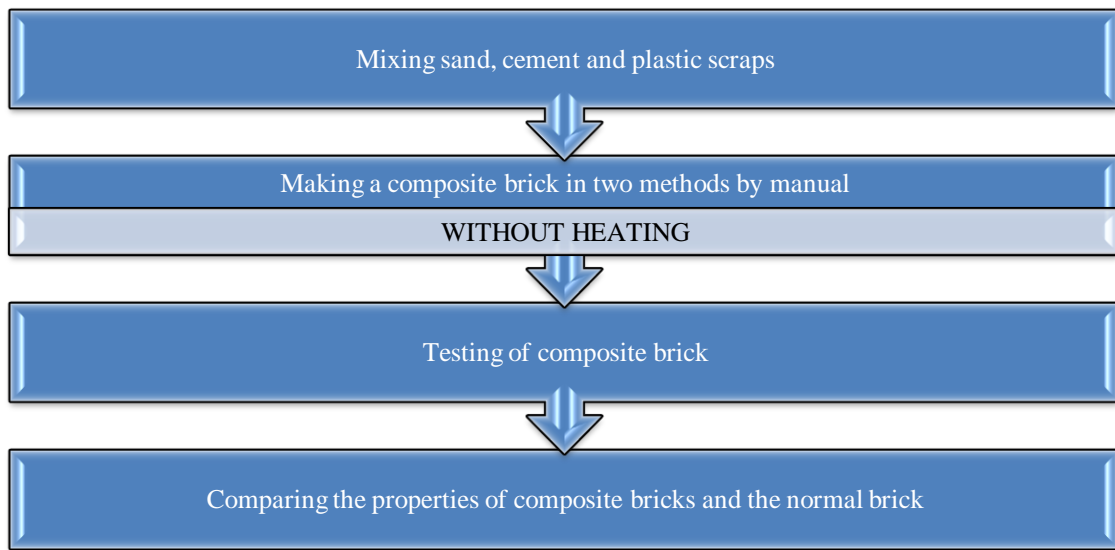 Mixing sand, cement and plastic scraps
Making a composite brick in two methods by manual
WITHOUT HEATING
Testing of composite brick
Comparing the properties of composite bricks and the normal brick